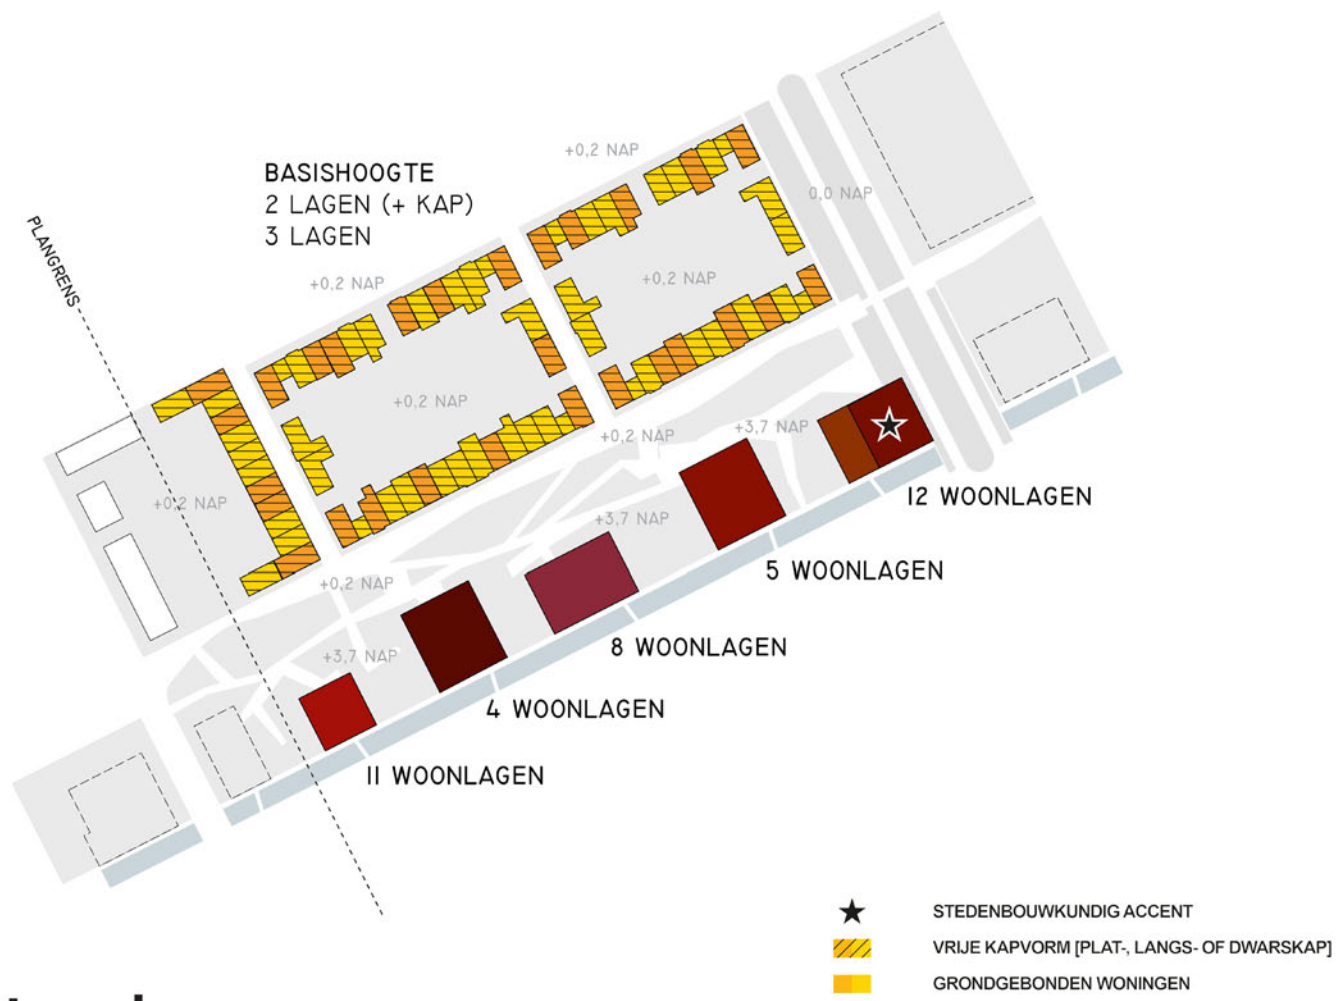 +0,2 NAP
BASISHOOGTE
2 LAGEN (+ KAP)
3 LAGEN
0,0 NAP
PLANGRENS
+0,2 NAP
+0,2 NAP
+0,2 NAP
+3,7 NAP
+0,2 NAP
+0,2 NAP
12 WOONLAGEN
+3,7 NAP
5 WOONLAGEN
+0,2 NAP
8 WOONLAGEN
+3,7 NAP
4 WOONLAGEN
11 WOONLAGEN
STEDENBOUWKUNDIG ACCENT
VRIJE KAPVORM [PLAT-, LANGS- OF DWARSKAP]
GRONDGEBONDEN WONINGEN